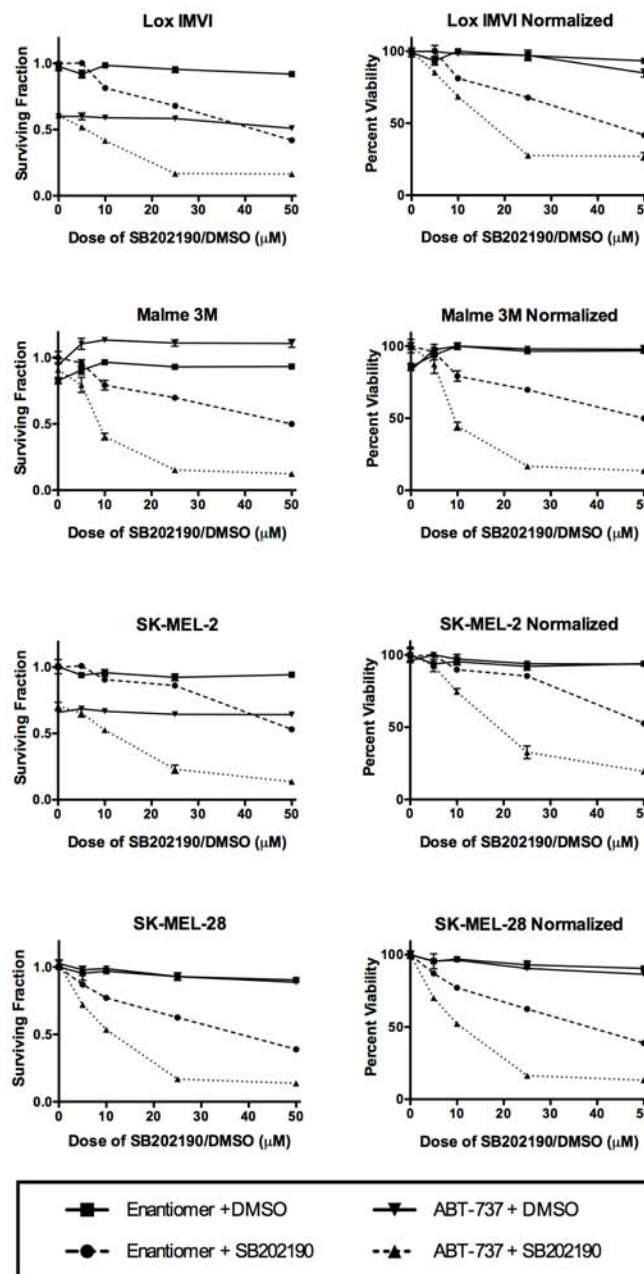 Lox IMVI
Surviving Fraction
1.0
0.5
0.0
0 10 20 30 40 50
Dose of SB202190/DMSO (μM)
Lox IMVI Normalized
Percent Viability
100
50
0
0 10 20 30 40 50
Dose of SB202190/DMSO (μM)
Malme 3M
Surviving Fraction
1.0
0.5
0.0
0 10 20 30 40 50
Dose of SB202190/DMSO (μM)
Malme 3M Normalized
Percent Viability
100
50
0
0 10 20 30 40 50
Dose of SB202190/DMSO (μM)
SK-MEL-2
Surviving Fraction
1.0
0.5
0.0
0 10 20 30 40 50
Dose of SB202190/DMSO (μM)
SK-MEL-2 Normalized
Percent Viability
100
50
0
0 10 20 30 40 50
Dose of SB202190/DMSO (μM)
SK-MEL-28
Surviving Fraction
1.0
0.5
0.0
0 10 20 30 40 50
Dose of SB202190/DMSO (μM)
SK-MEL-28 Normalized
Percent Viability
100
50
0
0 10 20 30 40 50
Dose of SB202190/DMSO (μM)
Enantiomer +DMSO
ABT-737 + DMSO
Enantiomer + SB202190
ABT-737 + SB202190